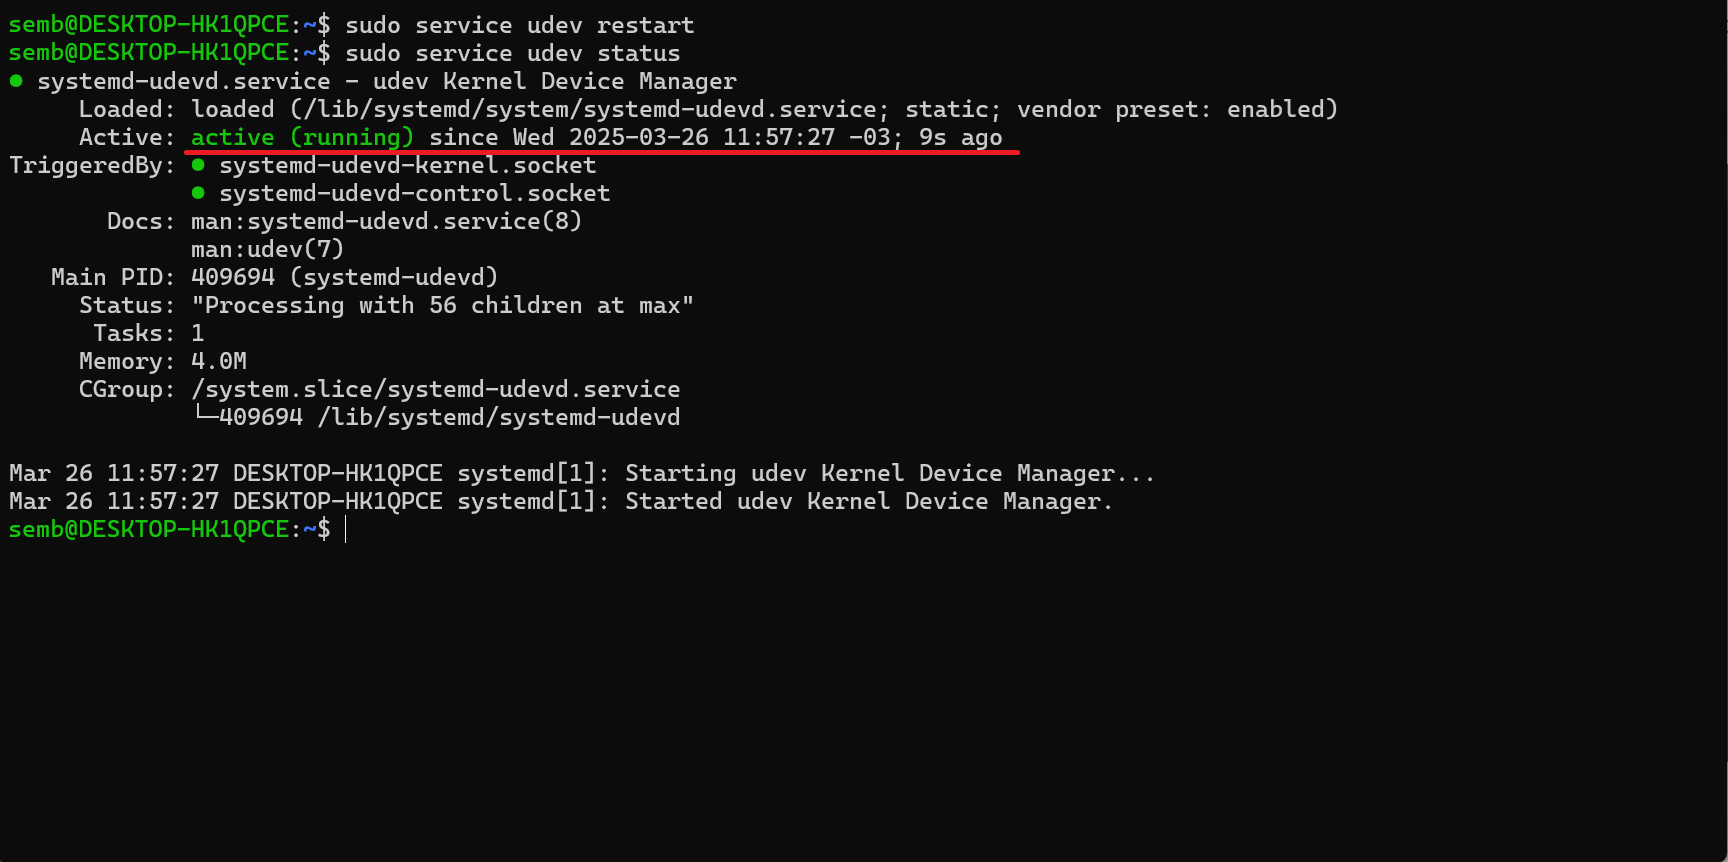 semb@DESKTOP-HK1QPCE:~$ sudo service udev restart
semb@DESKTOP-HK1QPCE:~$ sudo service udev status
● systemd-udevd.service - udev Kernel Device Manager
     Loaded: loaded (/lib/systemd/system/systemd-udevd.service; static; vendor preset: enabled)
     Active: active (running) since Wed 2025-03-26 11:57:27 -03; 9s ago
TriggeredBy: ● systemd-udevd-kernel.socket
             ● systemd-udevd-control.socket
       Docs: man:systemd-udevd.service(8)
             man:udev(7)
   Main PID: 409694 (systemd-udevd)
     Status: "Processing with 56 children at max"
      Tasks: 1
     Memory: 4.0M
     CGroup: /system.slice/systemd-udevd.service
             └─409694 /lib/systemd/systemd-udevd

Mar 26 11:57:27 DESKTOP-HK1QPCE systemd[1]: Starting udev Kernel Device Manager...
Mar 26 11:57:27 DESKTOP-HK1QPCE systemd[1]: Started udev Kernel Device Manager.
semb@DESKTOP-HK1QPCE:~$